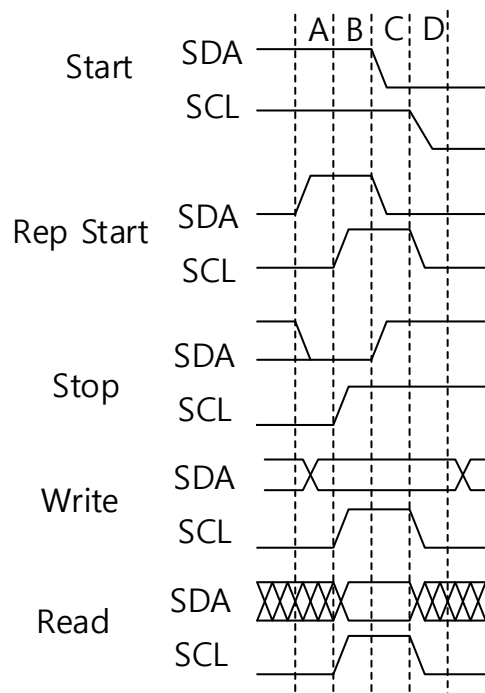 A B C D
Start SDA
SCL
Rep Start SDA
SCL
Stop SDA
SCL
Write SDA
SCL
Read SDA
SCL